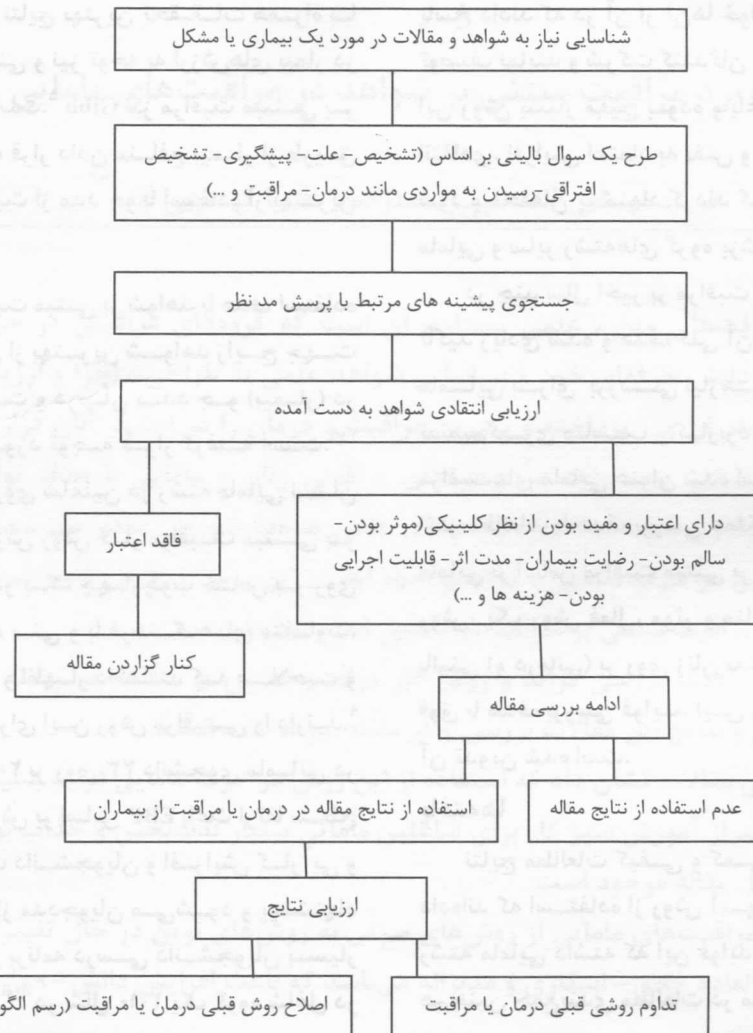 شناسایی نیاز به شواهد و مقالات در مورد یک بیماری یا مشکل
طرح یک سوال بالینی بر اساس (تشخیص -علت- پیشگیری- تشخیص
افتراقی-رسیدن به مواردی مانند درمان- مراقبت و ...)
جستجوی پیشینه های مرتبط با پرسش مد نظر
ارزیابی انتقادی شواهد به دست آمده
دارای اعتبار و مفید بودن از نظر کلینیکی(موثر بودن-
سالم بودن- رضایت بیماران -مدت اثر- قابلیت اجرایی
بودن- هزینه ها و ...)
فاقد اعتبار
کنار گزاردن مقاله
ادامه بررسی مقاله
عدم استفاده از نتایج مقاله
استفاده از نتایج مقاله در درمان یا مراقبت از بیماران
ارزیابی نتایج
تداوم روشی قبلی درمان یا مراقبت
اصلاح روش قبلی درمان یا مراقبت (رسم الگو